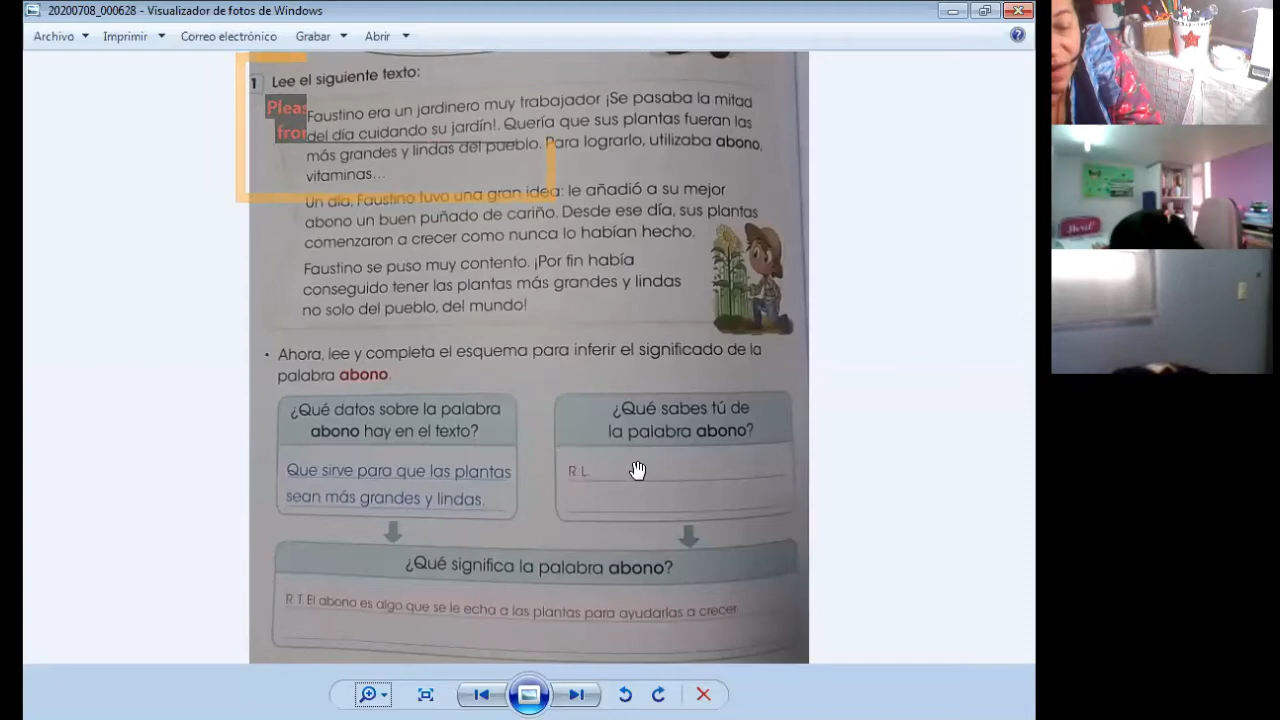 20200708_000628 - Visualizador de fotos de Windows
Archivo Imprimir Correo electrónico Grabar Abrir
1 Lee el siguiente texto:
Pleas
from
Faustino era un jardinero muy trabajador ¡Se pasaba la mitad
del día cuidando su jardín!. Quería que sus plantas fueran las
más grandes y lindas del pueblo. Para lograrlo, utilizaba abono,
vitaminas...
Un día, Faustino tuvo una gran idea: le añadió a su mejor
abono un buen puñado de cariño. Desde ese día, sus plantas
comenzaron a crecer como nunca lo habían hecho.
Faustino se puso muy contento. ¡Por fin había
conseguido tener las plantas más grandes y lindas
no solo del pueblo, del mundo!
• Ahora, lee y completa el esquema para inferir el significado de la
palabra abono.
¿Qué datos sobre la palabra
abono hay en el texto?
Que sirve para que las plantas
sean más grandes y lindas.
¿Qué sabes tú de
la palabra abono?
R L
¿Qué significa la palabra abono?
R T El abono es algo que se le echa a las plantas para ayudarlas a crecer